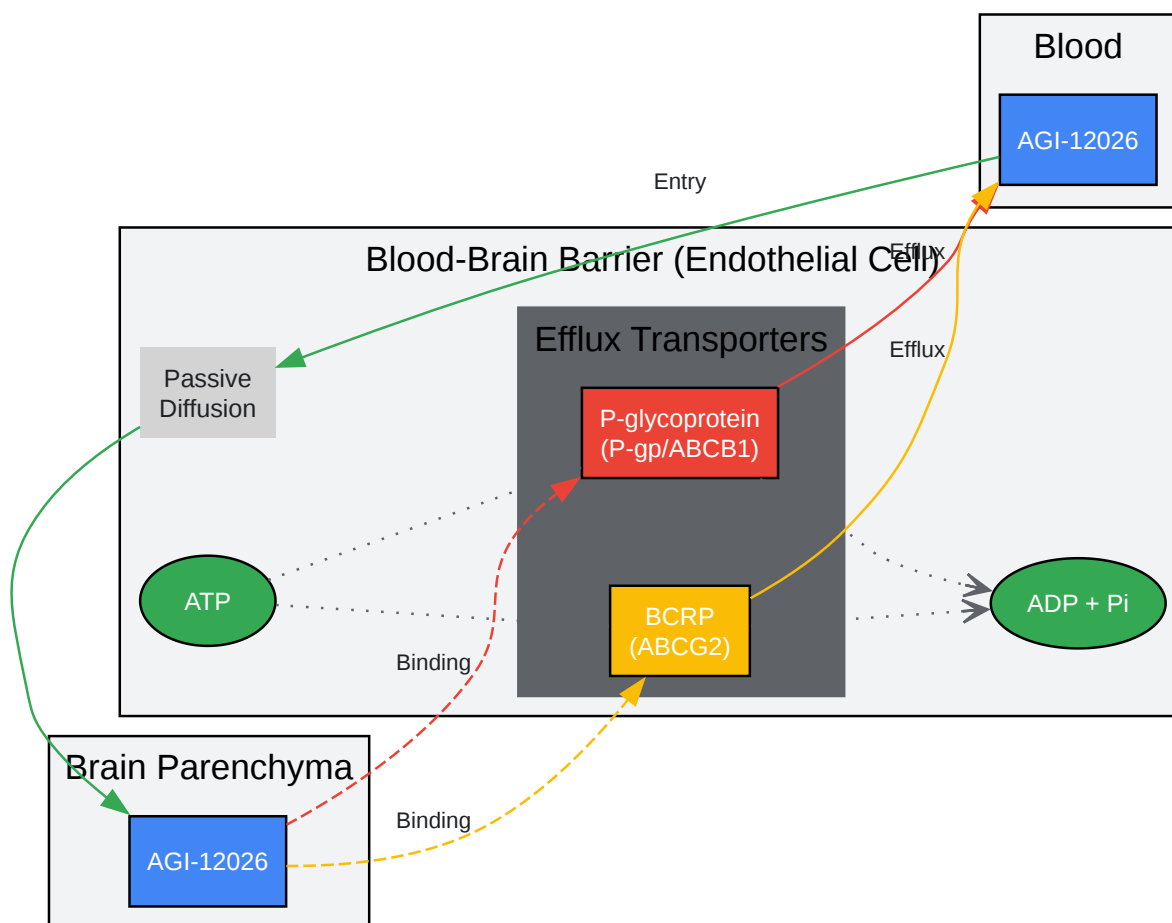 Blood
AGI-12026
Entry
Efflux
Blood-Brain Barrier (Endothelial Cell)
Efflux Transporters
Efflux
Passive
Diffusion
P-glycoprotein
(P-gp/ABCB1)
ATP
ADP + Pi
BCRP
(ABCG2)
Binding
Brain Parenchyma
Binding
AGI-12026